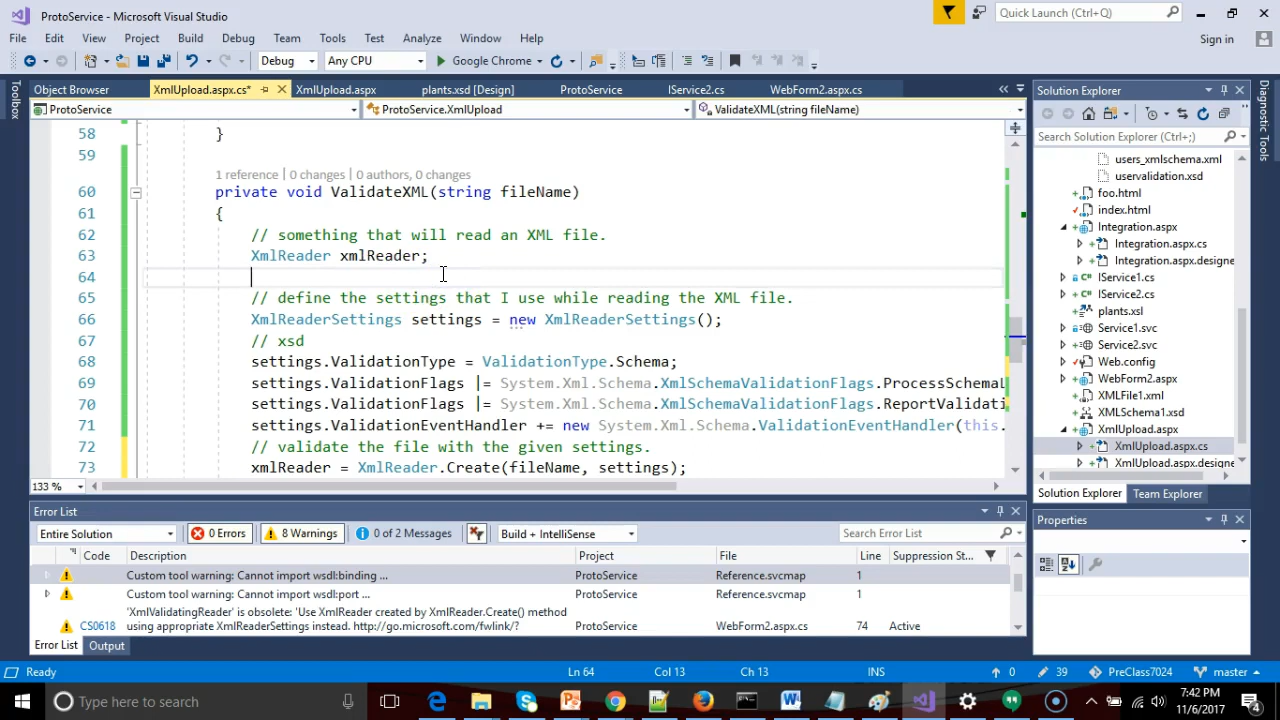 ProtoService - Microsoft Visual Studio
Quick Launch (Ctrl+Q)
File Edit View Project Build Debug Team Tools Test Analyze Window Help
Sign in
Debug Any CPU Google Chrome
Toolbox
Object Browser XmlUpload.aspx.cs* XmlUpload.aspx plants.xsd [Design] ProtoService IService2.cs WebForm2.aspx
ProtoService ProtoService.XmlUpload ValidateXML(string fileName)
58 }
59
1 reference | 0 changes | 0 authors, 0 changes
60 private void ValidateXML(string fileName)
61 {
62 // something that will read an XML file.
63 XmlReader xmlReader;
64
65 // define the settings that I use while reading the XML file.
66 XmlReaderSettings settings = new XmlReaderSettings();
67 // xsd
68 settings.ValidationType = ValidationType.Schema;
69 settings.ValidationFlags |= System.Xml.Schema.XmlSchemaValidationFlags.ProcessSchemaL
70 settings.ValidationFlags |= System.Xml.Schema.XmlSchemaValidationFlags.ReportValidati
71 settings.ValidationEventHandler += new System.Xml.Schema.ValidationEventHandler(this.
72 // validate the file with the given settings.
73 xmlReader = XmlReader.Create(fileName, settings);
133 %
Solution Explorer
Search Solution Explorer (Ctrl+;)
users_xmlschema.xml
uservalidation.xsd
foo.html
index.html
Integration.aspx
Integration.aspx.cs
Integration.aspx.designe
IService1.cs
IService2.cs
plants.xsl
Service1.svc
Service2.svc
Web.config
WebForm2.aspx
XMLFile1.xml
XMLSchema1.xsd
XmlUpload.aspx
XmlUpload.aspx.cs
XmlUpload.aspx.designe
Solution Explorer Team Explorer
Properties
Diagnostic Tools
Error List
Entire Solution 0 Errors 8 Warnings 0 of 2 Messages Build + IntelliSense Search Error List
Code Description Project File Line Suppression St...
Custom tool warning: Cannot import wsdl:binding ... ProtoService Reference.svcmap 1
Custom tool warning: Cannot import wsdl:port ... ProtoService Reference.svcmap 1
'XmlValidatingReader' is obsolete: 'Use XmlReader created by XmlReader.Create() method
CS0618 using appropriate XmlReaderSettings instead. http://go.microsoft.com/fwlink/? ProtoService WebForm2.aspx.cs 74 Active
Error List Output
Ready Ln 64 Col 13 Ch 13 INS 0 39 PreClass7024 master
Type here to search
7:42 PM
11/6/2017
4